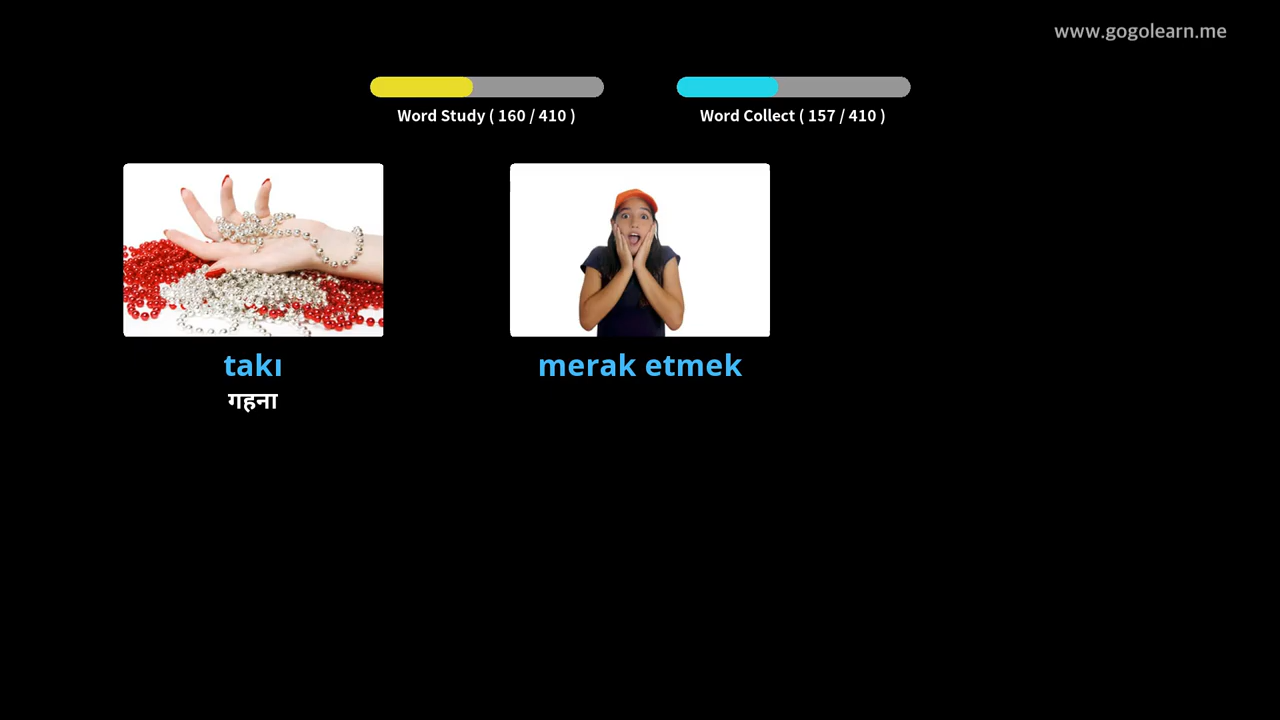 www.gogolearn.me
Word Study ( 160 / 410 )
Word Collect ( 157 / 410 )
takı
गहना
merak etmek